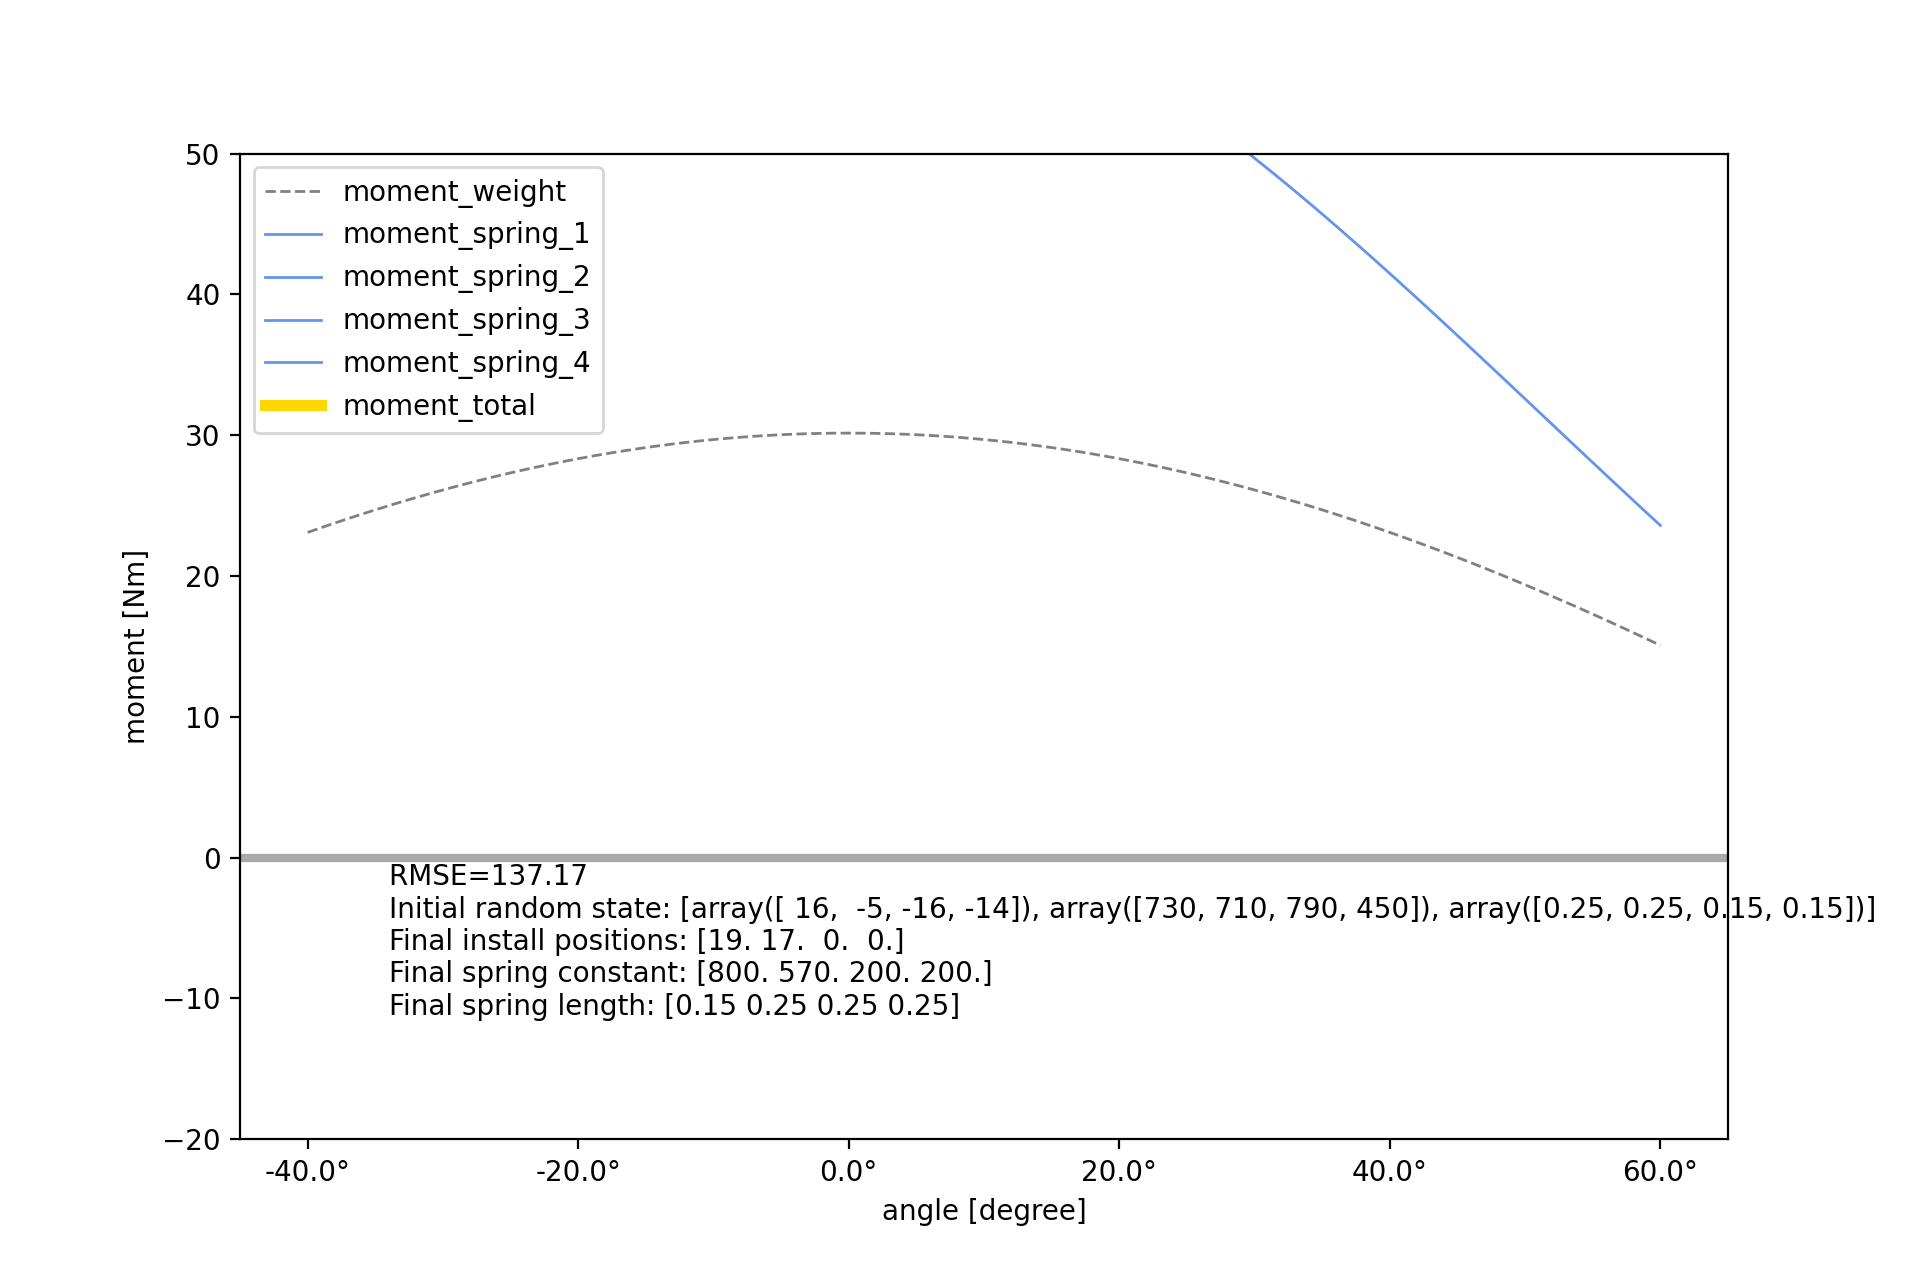 50
40
30
20
10
0
−10
−20
moment [Nm]
moment_weight
moment_spring_1
moment_spring_2
moment_spring_3
moment_spring_4
moment_total
RMSE=137.17
Initial random state: [array([ 16,  -5, -16, -14]), array([730, 710, 790, 450]), array([0.25, 0.25, 0.15, 0.15])]
Final install positions: [19. 17.  0.  0.]
Final spring constant: [800. 570. 200. 200.]
Final spring length: [0.15 0.25 0.25 0.25]
-40.0° -20.0° 0.0° 20.0° 40.0° 60.0°
angle [degree]